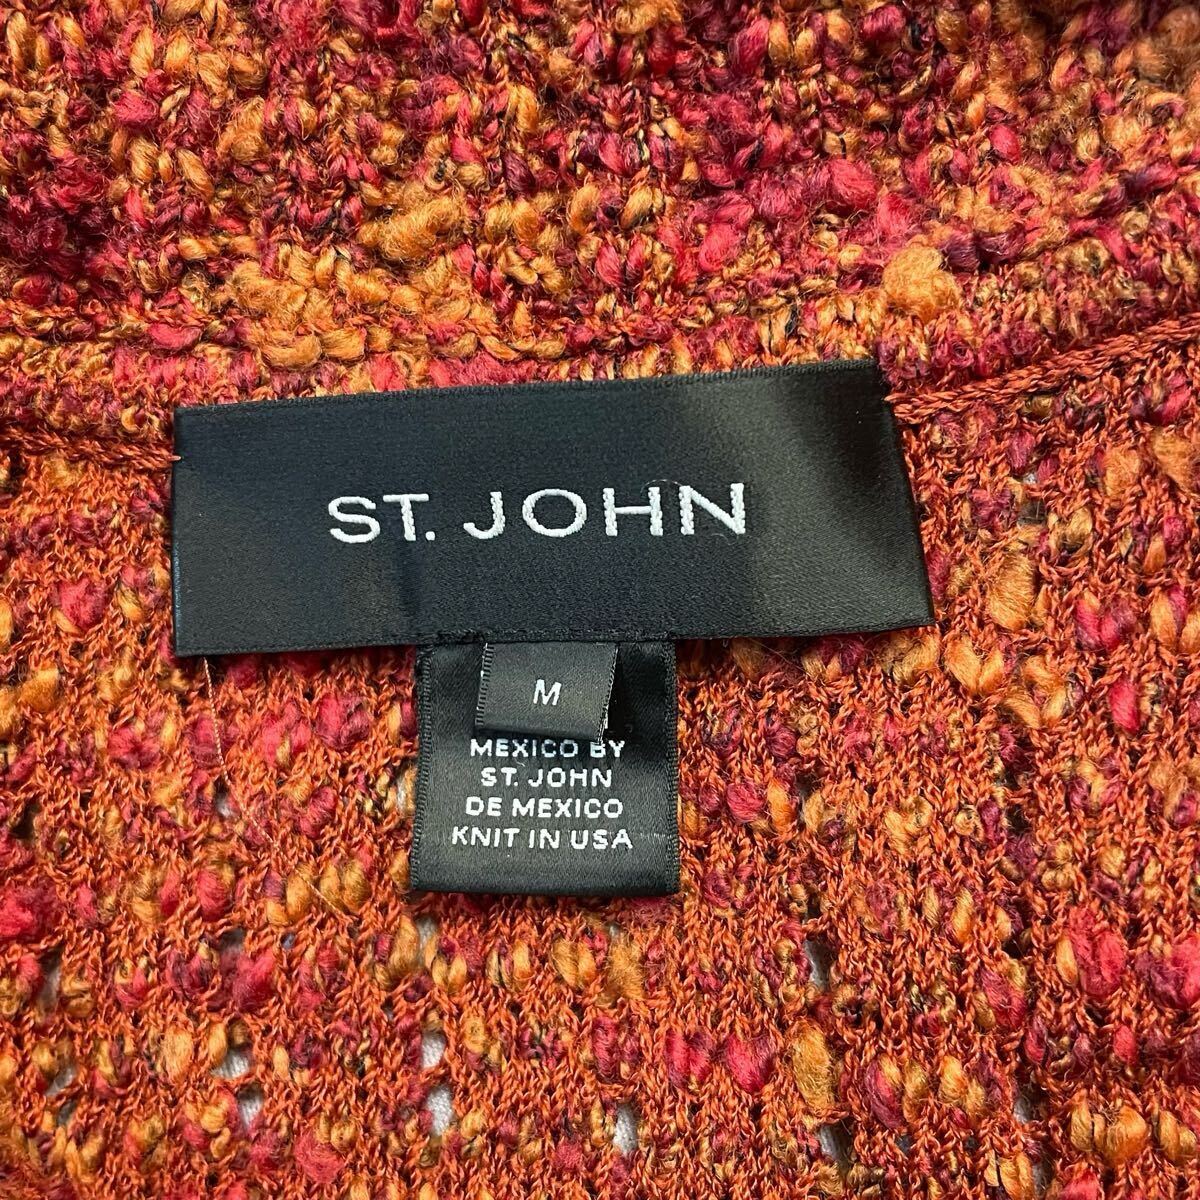 ST. JOHN
M
MEXICO BY
ST. JOHN
DE MEXICO
KNIT IN USA